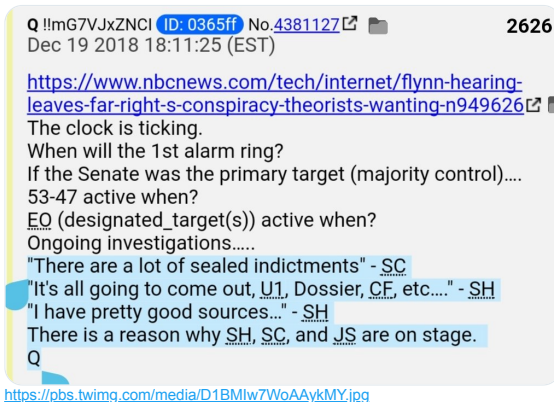 Q !!mG7VJxZNCI ID: 0365ff No.4381127 2626
Dec 19 2018 18:11:25 (EST)
https://www.nbcnews.com/tech/internet/flynn-hearing-
leaves-far-right-s-conspiracy-theorists-wanting-n949626
The clock is ticking.
When will the 1st alarm ring?
If the Senate was the primary target (majority control)….
53-47 active when?
EO (designated_target(s)) active when?
Ongoing investigations…..
"There are a lot of sealed indictments" - SC
"It's all going to come out, U1, Dossier, CF, etc…." - SH
"I have pretty good sources…" - SH
There is a reason why SH, SC, and JS are on stage.
Q
https://pbs.twimg.com/media/D1BMIw7WoAAykMY.jpg